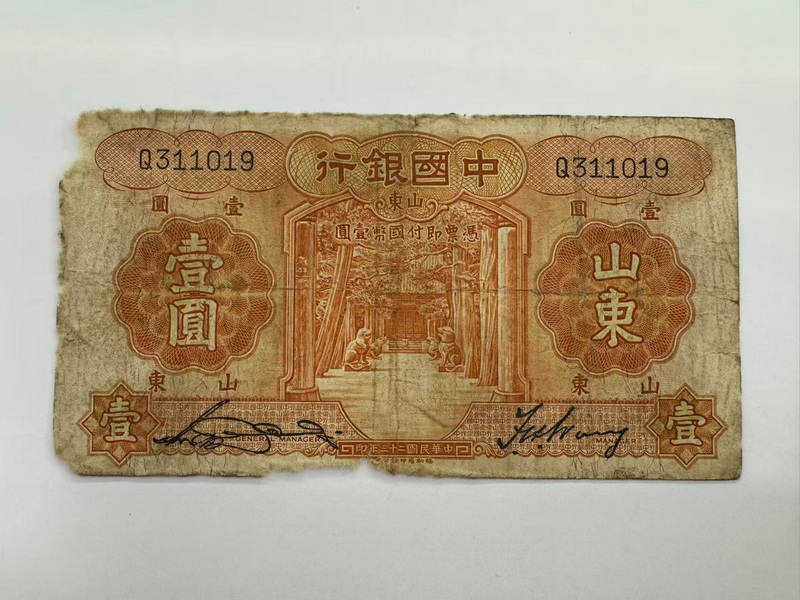 Q311019
中國銀行
Q311019
山東
壹圓
憑票即付國幣壹圓
壹圓
壹圓
山東
山東
山東
壹
GENERAL MANAGER
MANAGER
壹
中華民國二十三年印